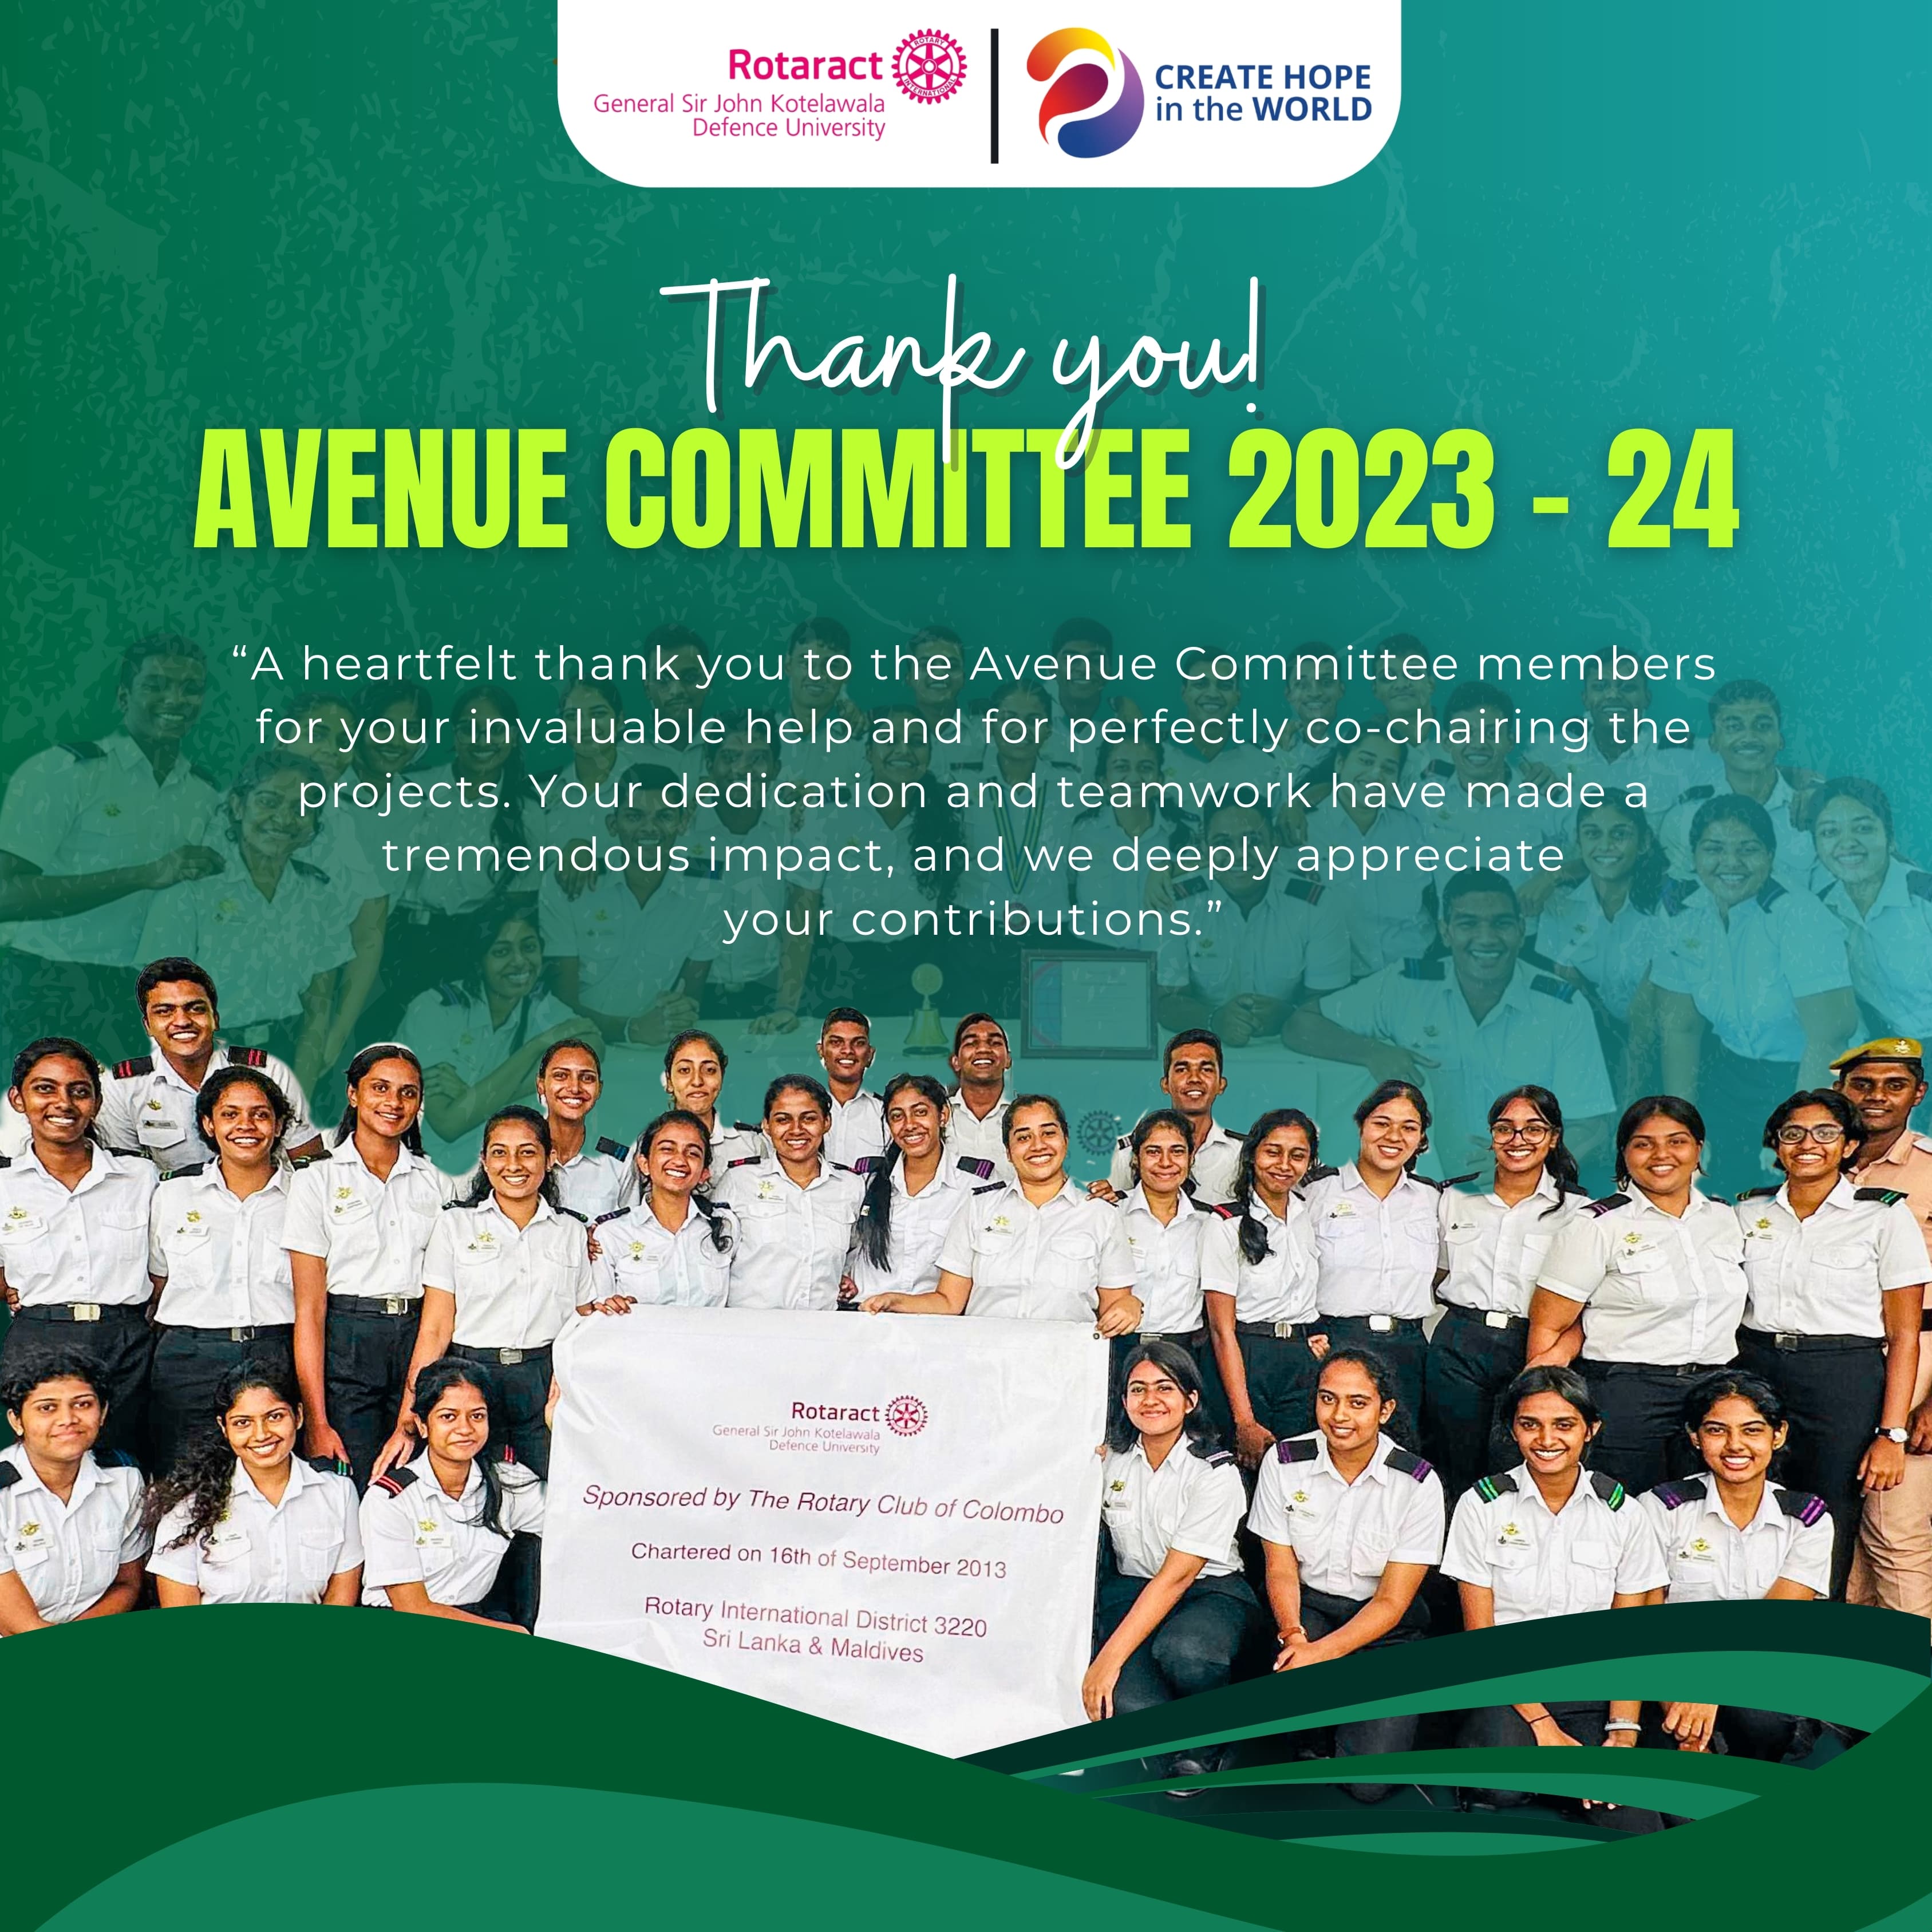 Rotaract
General Sir John Kotelawala
Defence University
ROTARY
INTERNATIONAL
CREATE HOPE
in the WORLD
Thank you!
AVENUE COMMITTEE 2023 - 24
“A heartfelt thank you to the Avenue Committee members
for your invaluable help and for perfectly co-chairing the
projects. Your dedication and teamwork have made a
tremendous impact, and we deeply appreciate
your contributions.”
Rotaract
General Sir John Kotelawala
Defence University
Sponsored by The Rotary Club of Colombo
Chartered on 16th of September 2013
Rotary International District 3220
Sri Lanka & Maldives